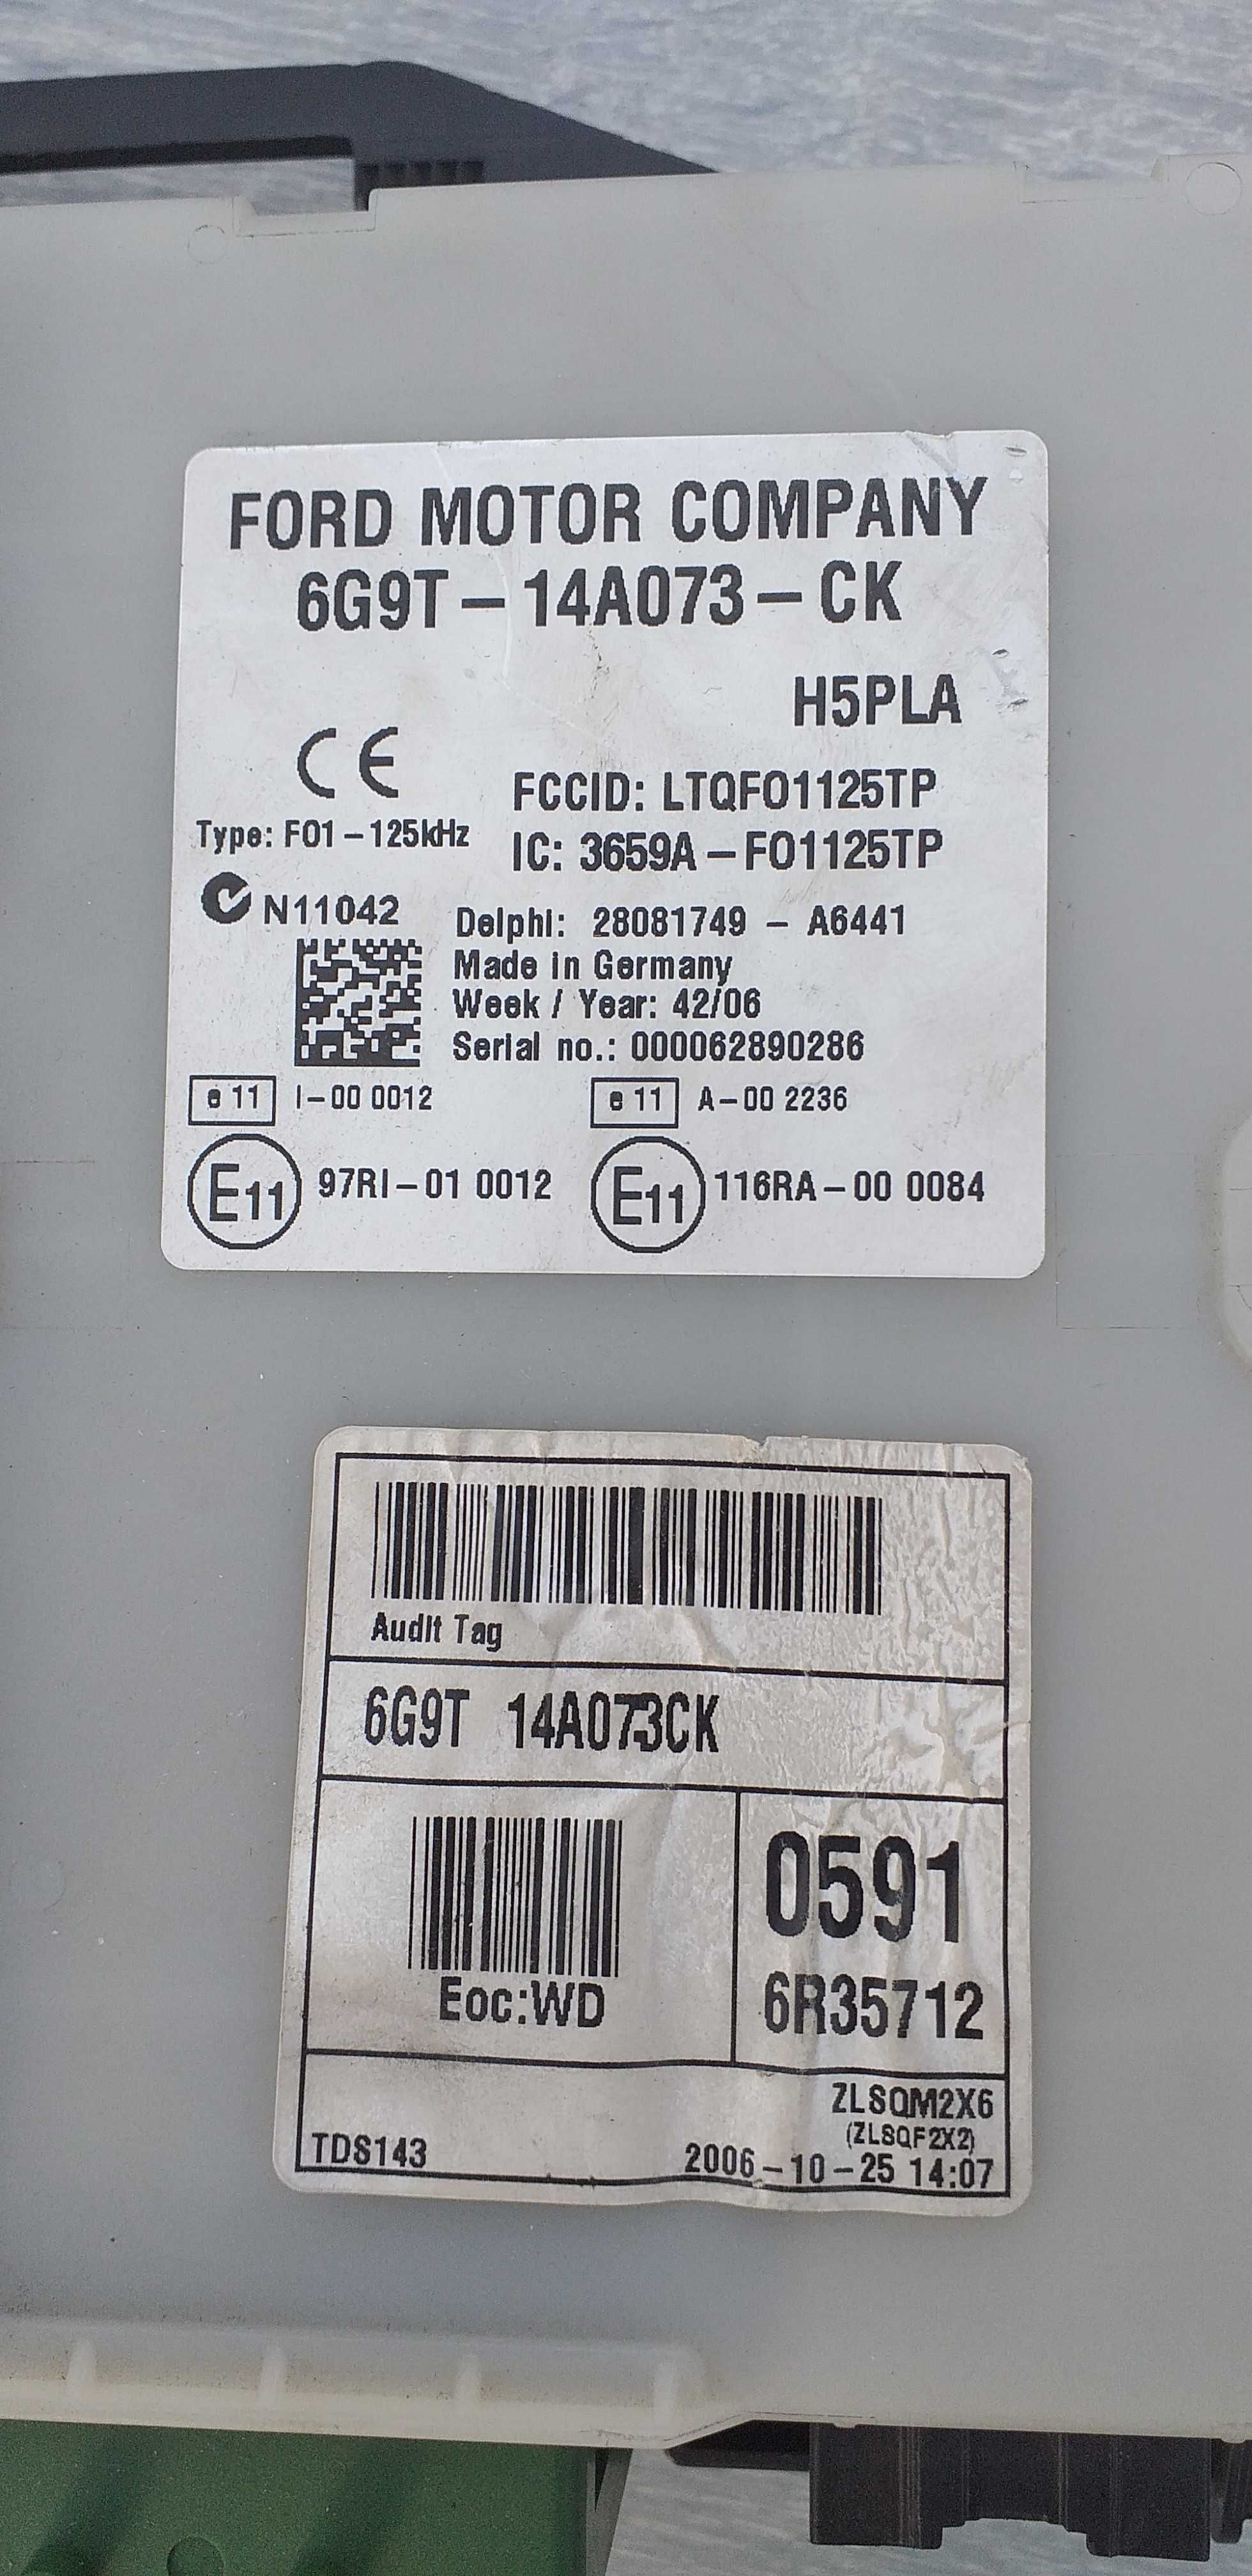 FORD MOTOR COMPANY
6G9T-14A073-CK
H5PLA
CE
FCCID: LTQF01125TP
Type: F01-125kHz
IC: 3659A-F01125TP
N11042
Delphi: 28081749 - A6441
Made in Germany
Week / Year: 42/06
Serial no.: 000062890286
e 11 I-00 0012 e 11 A-00 2236
E11 97RI-01 0012 E11 116RA-00 0084
Audit Tag
6G9T 14A073CK
0591
Eoc:WD
6R35712
ZLSQM2X6
(ZLSQF2X2)
TDS143 2006-10-25 14:07